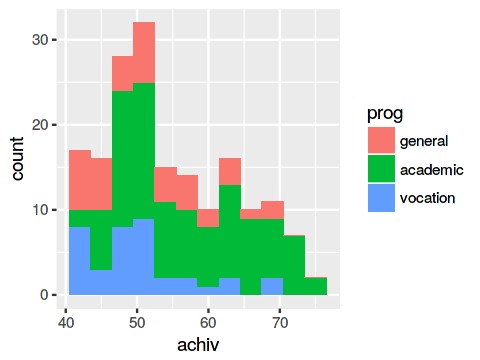 30
20
10
0
count
40 50 60 70
achiv
prog
general
academic
vocation